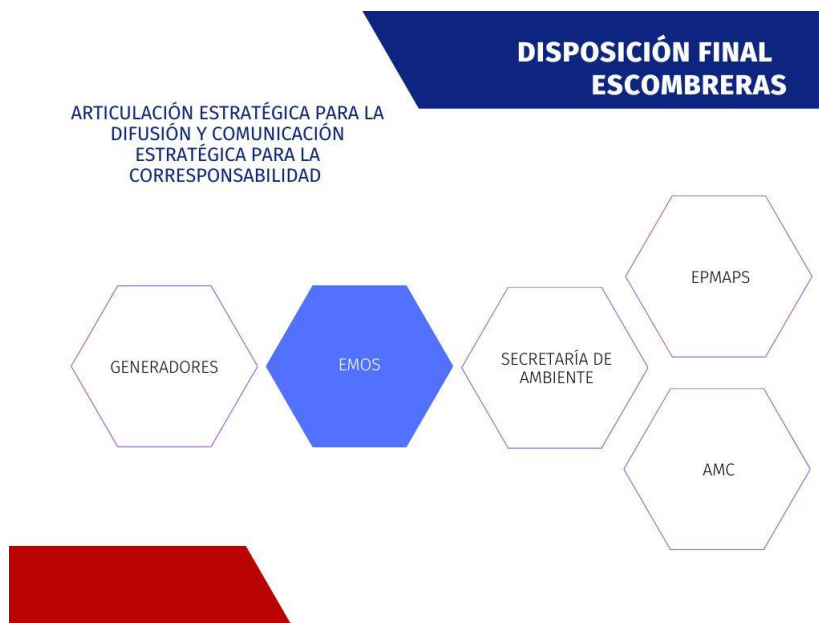 DISPOSICIÓN FINAL
ESCOMBRERAS
ARTICULACIÓN ESTRATÉGICA PARA LA
DIFUSIÓN Y COMUNICACIÓN
ESTRATÉGICA PARA LA
CORRESPONSABILIDAD
GENERADORES
EMOS
SECRETARÍA DE
AMBIENTE
EPMAPS
AMC